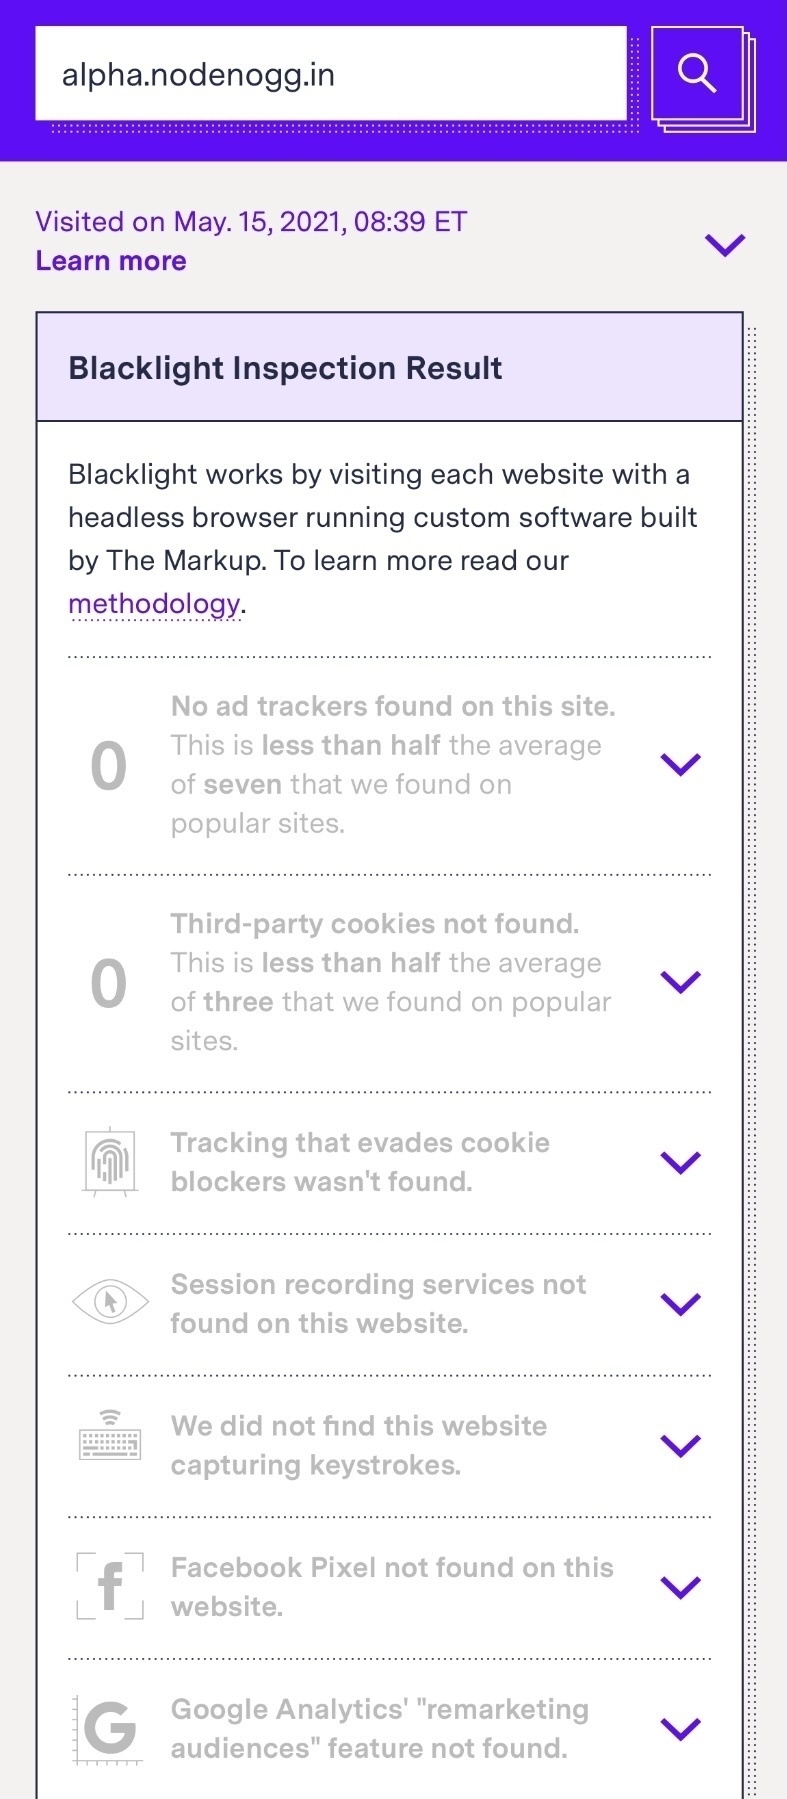 alpha.nodenogg.in
Visited on May. 15, 2021, 08:39 ET
Learn more
Blacklight Inspection Result
Blacklight works by visiting each website with a
headless browser running custom software built
by The Markup. To learn more read our
methodology.
0
No ad trackers found on this site.
This is less than half the average
of seven that we found on
popular sites.
0
Third-party cookies not found.
This is less than half the average
of three that we found on popular
sites.
Tracking that evades cookie
blockers wasn't found.
Session recording services not
found on this website.
We did not find this website
capturing keystrokes.
Facebook Pixel not found on this
website.
Google Analytics' "remarketing
audiences" feature not found.